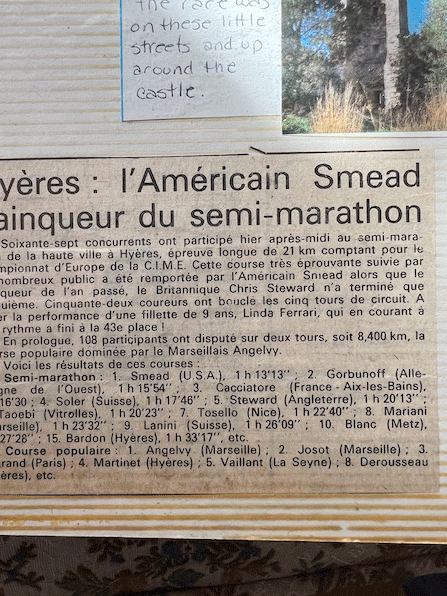 the race was
on these little
streets and up
around the
castle.
yères : l'Américain Smead
ainqueur du semi-marathon
Soixante-sept concurrents ont participé hier après-midi au semi-mara-
de la haute ville à Hyères, épreuve longue de 21 km comptant pour le
mpionnat d'Europe de la C.I.M.E. Cette course très éprouvante suivie par
nombreux public a été remportée par l'Américain Smead alors que le
queur de l'an passé, le Britannique Chris Steward n'a terminé que
uième. Cinquante-deux coureurs ont bouclé les cinq tours de circuit. A
er la performance d'une fillette de 9 ans, Linda Ferrari, qui en courant à
rythme a fini à la 43e place !
En prologue, 108 participants ont disputé sur deux tours, soit 8,400 km, la
rse populaire dominée par le Marseillais Angelvy.
Voici les résultats de ces courses :
Semi-marathon : 1. Smead (U.S.A.), 1 h 13'13'' ; 2. Gorbunoff (Alle-
gne de l'Ouest), 1 h 15'54'' ; 3. Cacciatore (France - Aix-les-Bains),
16'30 ; 4. Soler (Suisse), 1 h 17'46'' ; 5. Steward (Angleterre), 1 h 20'13'' ;
Taoebi (Vitrolles), 1 h 20'23'' ; 7. Tosello (Nice), 1 h 22'40'' ; 8. Mariani
arseille), 1 h 23'32'' ; 9. Lanini (Suisse), 1 h 26'09'' ; 10. Blanc (Metz),
27'28'' ; 15. Bardon (Hyères), 1 h 33'17'', etc.
Course populaire : 1. Angelvy (Marseille) ; 2. Josot (Marseille) ; 3.
rand (Paris) ; 4. Martinet (Hyères) ; 5. Vaillant (La Seyne) ; 8. Derousseau
ères), etc.